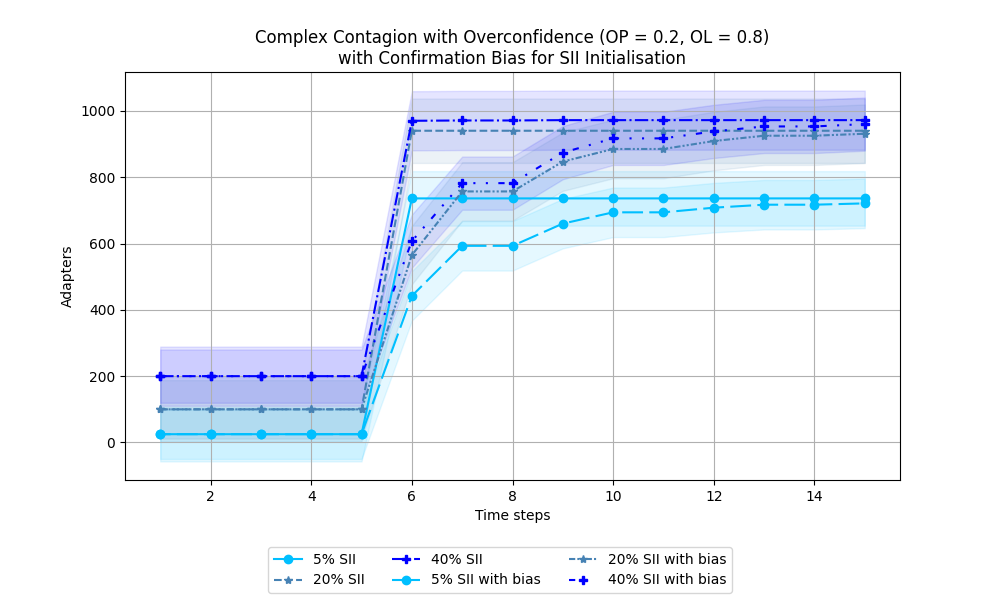 Complex Contagion with Overconfidence (OP = 0.2, OL = 0.8)
with Confirmation Bias for SII Initialisation
Adapters
1000
800
600
400
200
0
2 4 6 8 10 12 14
Time steps
5% SII 40% SII 20% SII with bias
20% SII 5% SII with bias 40% SII with bias